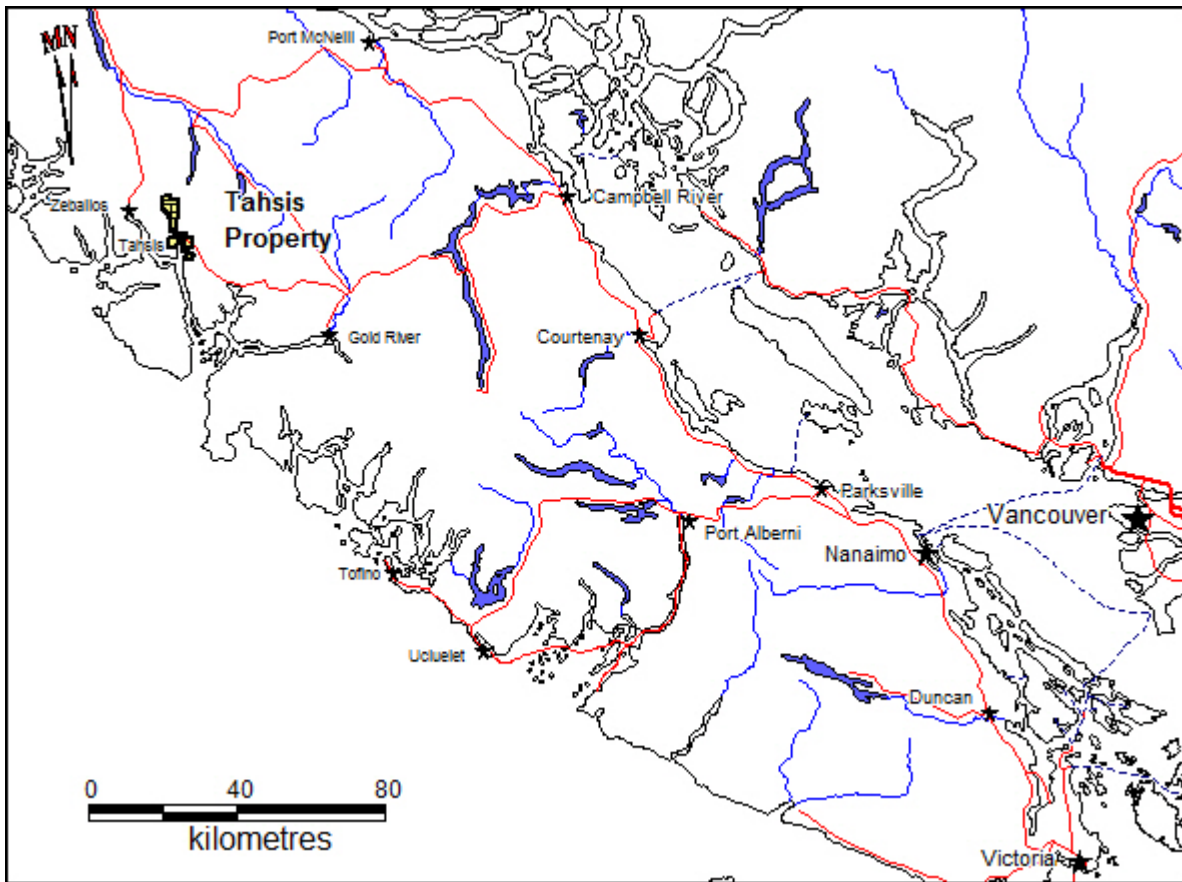 MN
Port McNeill
Campbell River
Zeballos
Tahsis
Property
Tahsis
Gold River
Courtenay
Parksville
Port Alberni
Vancouver
Nanaimo
Tofino
Ucluelet
Duncan
0 40 80
kilometres
Victoria